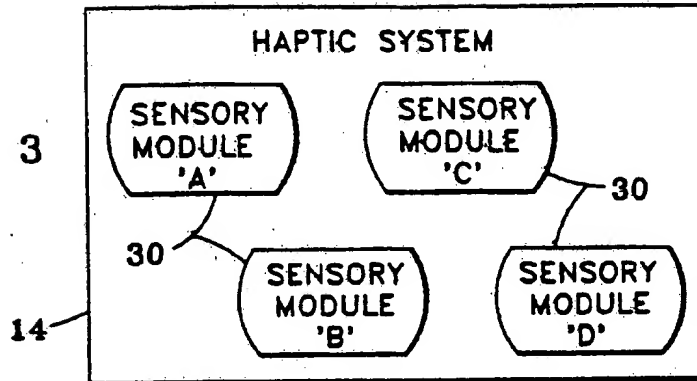 HAPTIC SYSTEM
3
SENSORY
MODULE
'A'
SENSORY
MODULE
'C'
30
30
SENSORY
MODULE
'B'
SENSORY
MODULE
'D'
14